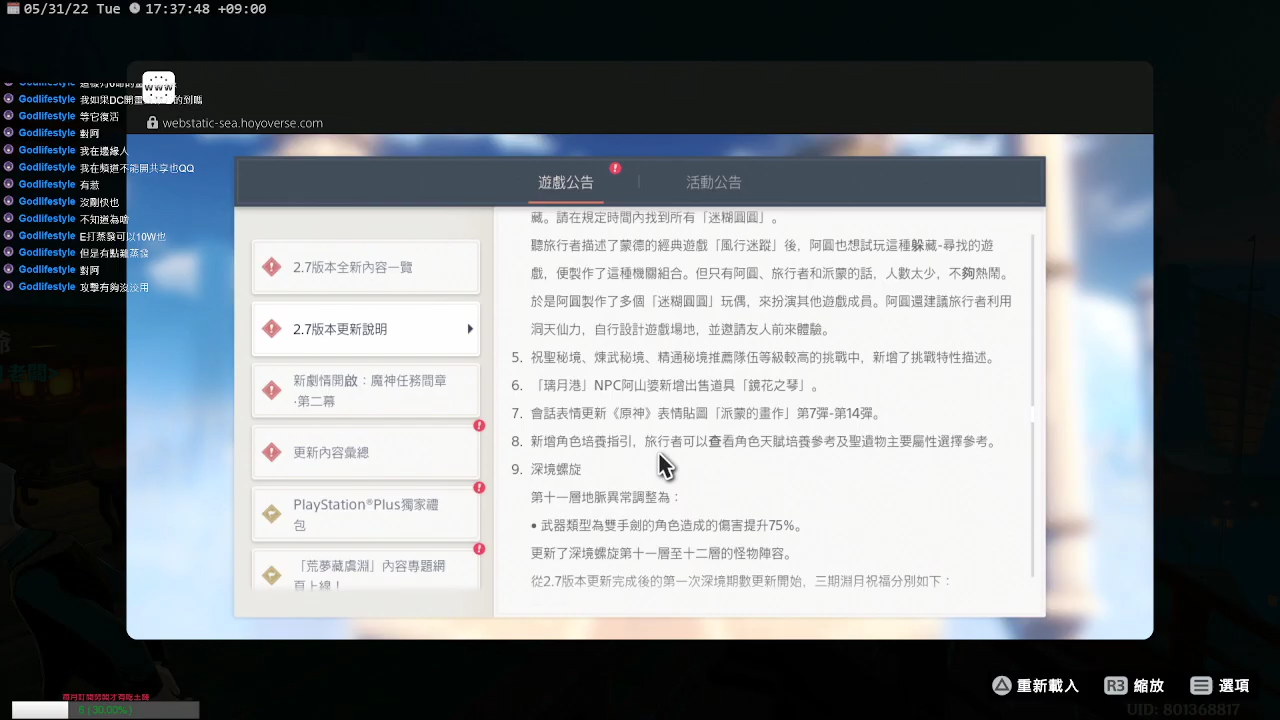 05/31/22 Tue 17:37:48 +09:00
www
webstatic-sea.hoyoverse.com
Godlifestyle
Godlifestyle 我如果DC開畫
的到嗎
Godlifestyle 等它復活
Godlifestyle 對阿
Godlifestyle 我在邊緣人
Godlifestyle 我在頻道不能開共享也QQ
Godlifestyle 有惹
Godlifestyle 沒剛快也
Godlifestyle 不知道為啥
Godlifestyle E打蒸發可以10W也
Godlifestyle 但是有點難蒸發
Godlifestyle 對阿
Godlifestyle 攻擊有夠沒沒用
遊戲公告
活動公告
2.7版本全新內容一覽
2.7版本更新說明
新劇情開啟：魔神任務間章
·第二幕
更新內容彙總
PlayStation®Plus獨家禮
包
「荒夢藏虞淵」內容專題網
頁上線！
藏。請在規定時間內找到所有「迷糊圓圓」。
聽旅行者描述了蒙德的經典遊戲「風行迷蹤」後，阿圓也想試玩這種躲藏-尋找的遊
戲，便製作了這種機關組合。但只有阿圓、旅行者和派蒙的話，人數太少，不夠熱鬧。
於是阿圓製作了多個「迷糊圓圓」玩偶，來扮演其他遊戲成員。阿圓還建議旅行者利用
洞天仙力，自行設計遊戲場地，並邀請友人前來體驗。
5. 祝聖秘境、煉武秘境、精通秘境推薦隊伍等級較高的挑戰中，新增了挑戰特性描述。
6. 「璃月港」NPC阿山婆新增出售道具「鏡花之琴」。
7. 會話表情更新《原神》表情貼圖「派蒙的畫作」第7彈-第14彈。
8. 新增角色培養指引，旅行者可以查看角色天賦培養參考及聖遺物主要屬性選擇參考。
9. 深境螺旋
第十一層地脈異常調整為：
• 武器類型為雙手劍的角色造成的傷害提升75%。
更新了深境螺旋第十一層至十二層的怪物陣容。
從2.7版本更新完成後的第一次深境期數更新開始，三期淵月祝福分別如下：
6 (30.00%)
重新載入
R3 縮放
選項
UID: 801368817